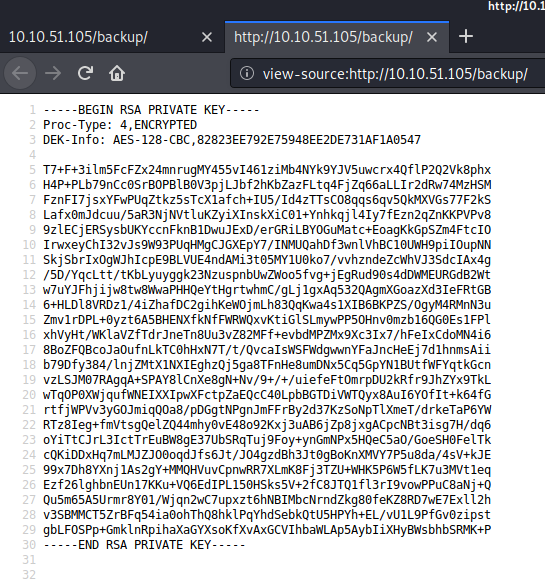 http://10.1
10.10.51.105/backup/
http://10.10.51.105/backup/
view-source:http://10.10.51.105/backup/
1 -----BEGIN RSA PRIVATE KEY-----
2 Proc-Type: 4,ENCRYPTED
3 DEK-Info: AES-128-CBC,82823EE792E75948EE2DE731AF1A0547
4
5 T7+F+3ilm5FcFZx24mnrugMY455vI461ziMb4NYk9YJV5uwcrx4QflP2Q2Vk8phx
6 H4P+PLb79nCc0SrBOPBlB0V3pjLJbf2hKbZazFLtq4FjZq66aLLIr2dRw74MzHSM
7 FznFI7jsxYFwPUqZtkz5sTcX1afch+IU5/Id4zTTsCO8qqs6qv5QkMXVGs77F2kS
8 Lafx0mJdcuu/5aR3NjNVtluKZyiXInskXiC01+Ynhkqjl4Iy7fEzn2qZnKKPVPv8
9 9zlECjERSysbUKYccnFknB1DwuJExD/erGRiLBYOGuMatc+EoagKkGpSZm4FtcIO
10 IrwxeyChI32vJs9W93PUqHMgCJGXEpY7/INMUQahDf3wnlVhBC10UWH9piIOupNN
11 SkjSbrIxOgWJhIcpE9BLVUE4ndAMi3t05MY1U0ko7/vvhzndeZcWhVJ3SdcIAx4g
12 /5D/YqcLtt/tKbLyuyggk23NzuspnbUwZWoo5fvg+jEgRud90s4dDWMEURGdB2Wt
13 w7uYJFhjijw8tw8WwaPHHQeYtHgrtwhmC/gLj1gxAq532QAgmXGoazXd3IeFRtGB
14 6+HLDl8VRDz1/4iZhafDC2gihKeWOjmLh83QqKwa4s1XIB6BKPZS/OgyM4RMnN3u
15 Zmv1rDPL+0yzt6A5BHENXfkNfFWRWQxvKtiGlSLmywPP5OHnv0mzb16QG0Es1FPl
16 xhVyHt/WKlaVZfTdrJneTn8Uu3vZ82MFf+evbdMPZMx9Xc3Ix7/hFeIxCdoMN4i6
17 8BoZFQBcoJaOufnLkTC0hHxN7T/t/QvcaIsWSFWdgwwnYFaJncHeEj7d1hnmsAii
18 b79Dfy384/lnjZMtX1NXIEghzQj5ga8TFnHe8umDNx5Cq5GpYN1BUtfWFYqtkGcn
19 vzLSJM07RAgqA+SPAY8lCnXe8gN+Nv/9+/+/uiefeFtOmrpDU2kRfr9JhZYx9TkL
20 wTqOP0XWjqufWNEIXXIpwXFctpZaEQcC40LpbBGTDiVWTQyx8AuI6YOfIt+k64fG
21 rtfjWPVv3yGOJmiqQOa8/pDGgtNPgnJmFFrBy2d37KzSoNpTlXmeT/drkeTaP6YW
22 RTz8Ieg+fmVtsgQelZQ44mhy0vE48o92Kxj3uAB6jZp8jxgACpcNBt3isg7H/dq6
23 oYiTtCJrL3IctTrEuBW8gE37UbSRqTuj9Foy+ynGmNPx5HQeC5aO/GoeSH0FelTk
24 cQKiDDxHq7mLMJZJO0oqdJfs6Jt/JO4gzdBh3Jt0gBoKnXMVY7P5u8da/4sV+kJE
25 99x7Dh8YXnj1As2gY+MMQHVuvCpnwRR7XLmK8Fj3TZU+WHK5P6W5fLK7u3MVt1eq
26 Ezf26lghbnEUn17KKu+VQ6EdIPL150HSks5V+2fC8JTQ1fl3rI9vowPPuC8aNj+Q
27 Qu5m65A5Urmr8Y01/Wjqn2wC7upxzt6hNBIMbcNrndZkg80feKZ8RD7wE7Exll2h
28 v3SBMMCT5ZrBFq54ia0ohThQ8hklPqYhdSebkQtU5HPYh+EL/vU1L9PfGv0zipst
29 gbLFOSPp+GmklnRpihaXaGYXsoKfXvAxGCVIhbaWLAp5AybIiXHyBWsbhbSRMK+P
30 -----END RSA PRIVATE KEY-----
31
32